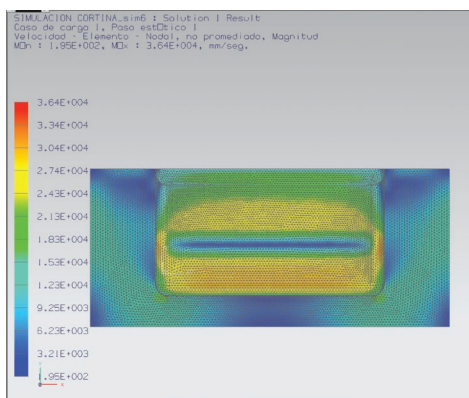 SIMULACION CORTINA_sim6 : Solution 1 Result
Caso de carga 1, Paso est□tico 1
Velocidad - Elemento - Nodal, no promediado, Magnitud
M□n : 1.95E+002, M□x : 3.64E+004, mm/seg.
3.64E+004
3.34E+004
3.04E+004
2.74E+004
2.43E+004
2.13E+004
1.83E+004
1.53E+004
1.23E+004
9.25E+003
6.23E+003
3.21E+003
1.95E+002
X